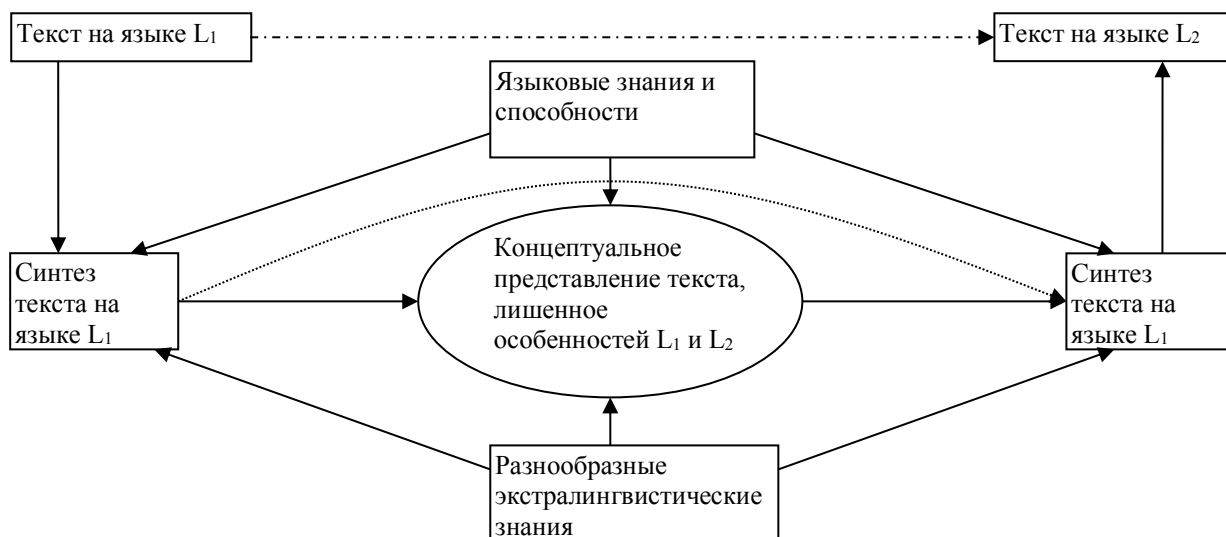 Текст на языке L₁
Текст на языке L₂
Языковые знания и
способности
Синтез
текста на
языке L₁
Концептуальное
представление текста,
лишенное
особенностей L₁ и L₂
Синтез
текста на
языке L₁
Разнообразные
экстралингвистические
знания